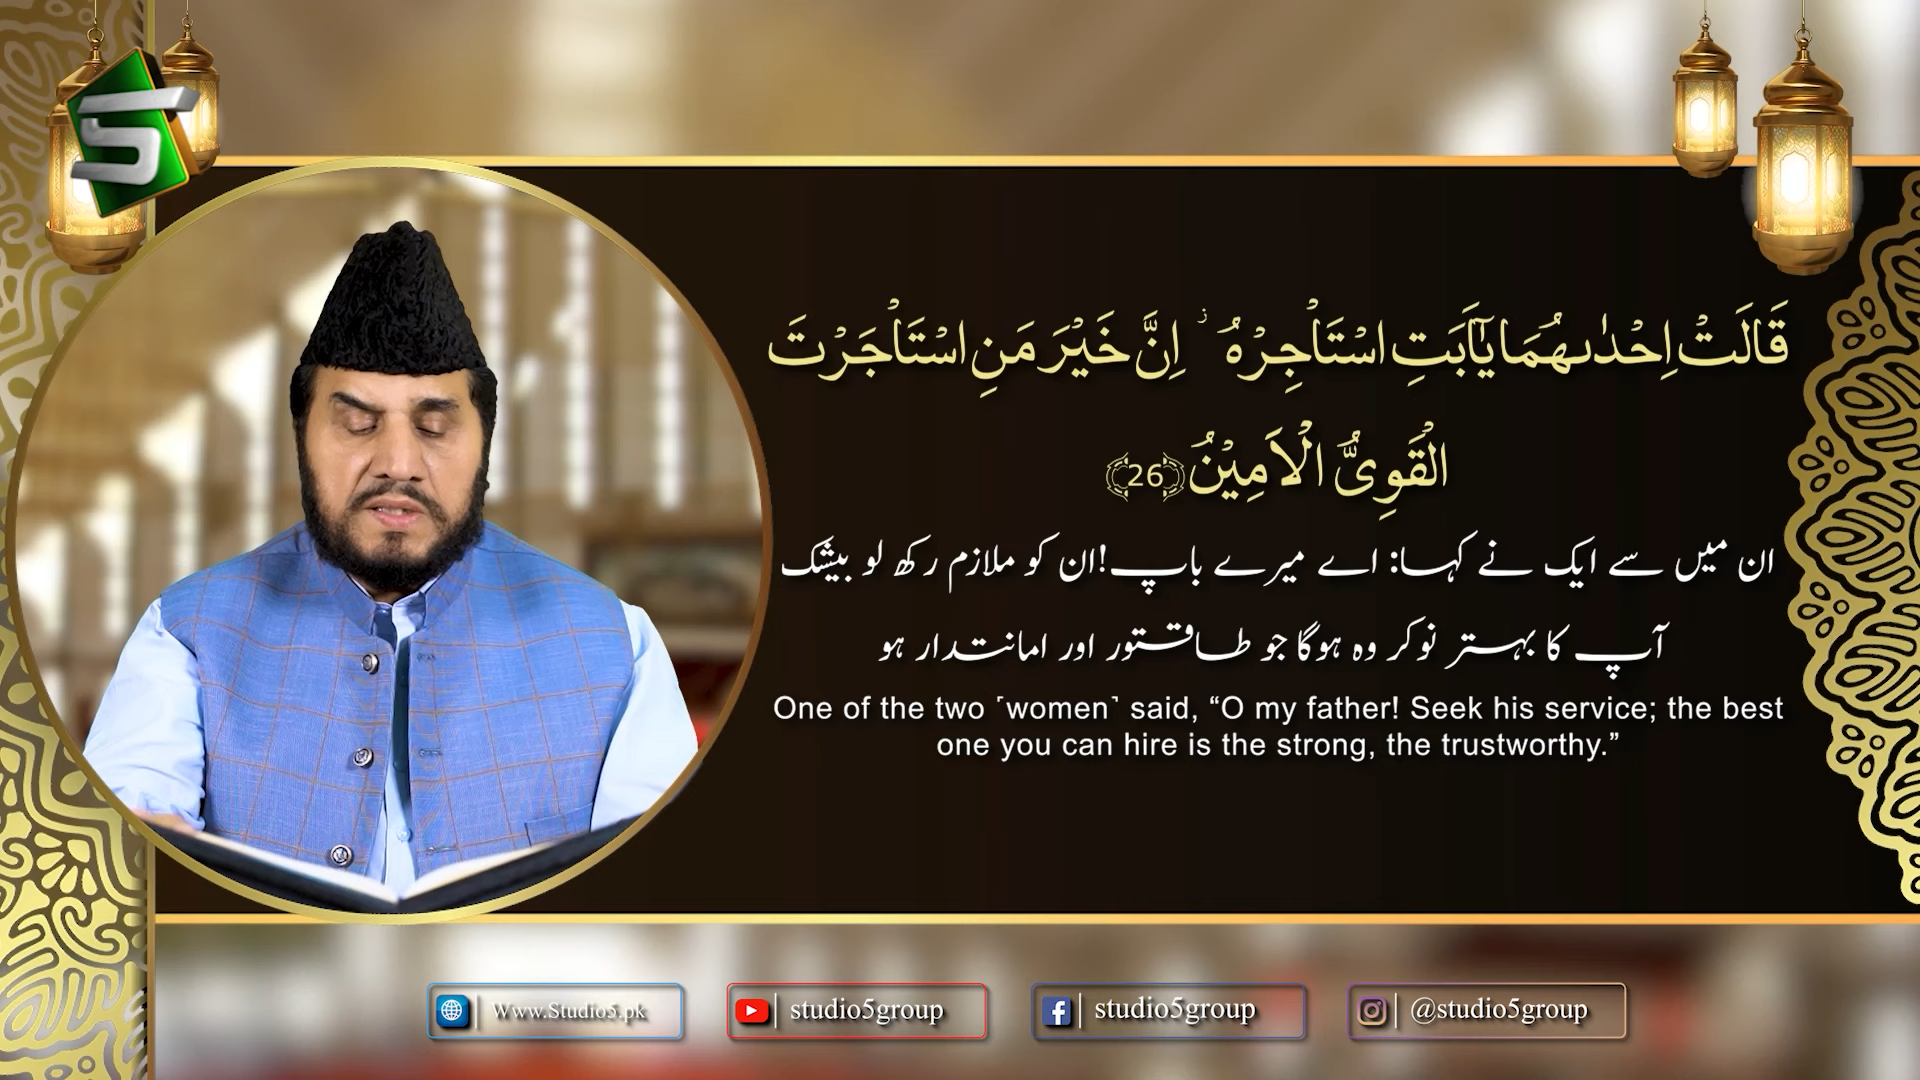 قَالَتْ اِحْدٰىهُمَا يٰۤاَبَتِ اسْتَاْجِرْهُ ز اِنَّ خَيْرَ مَنِ اسْتَاْجَرْتَ
الْقَوِىُّ الْاَمِيْنُ ﴿26﴾
ان میں سے ایک نے کہا: اے میرے باپ!ان کو ملازم رکھ لو بیشک
آپ کا بہتر نوکر وہ ہوگا جو طاقتور اور امانتدار ہو
One of the two ˹women˺ said, “O my father! Seek his service; the best
one you can hire is the strong, the trustworthy.”
Www.Studio5.pk
studio5group
studio5group
@studio5group